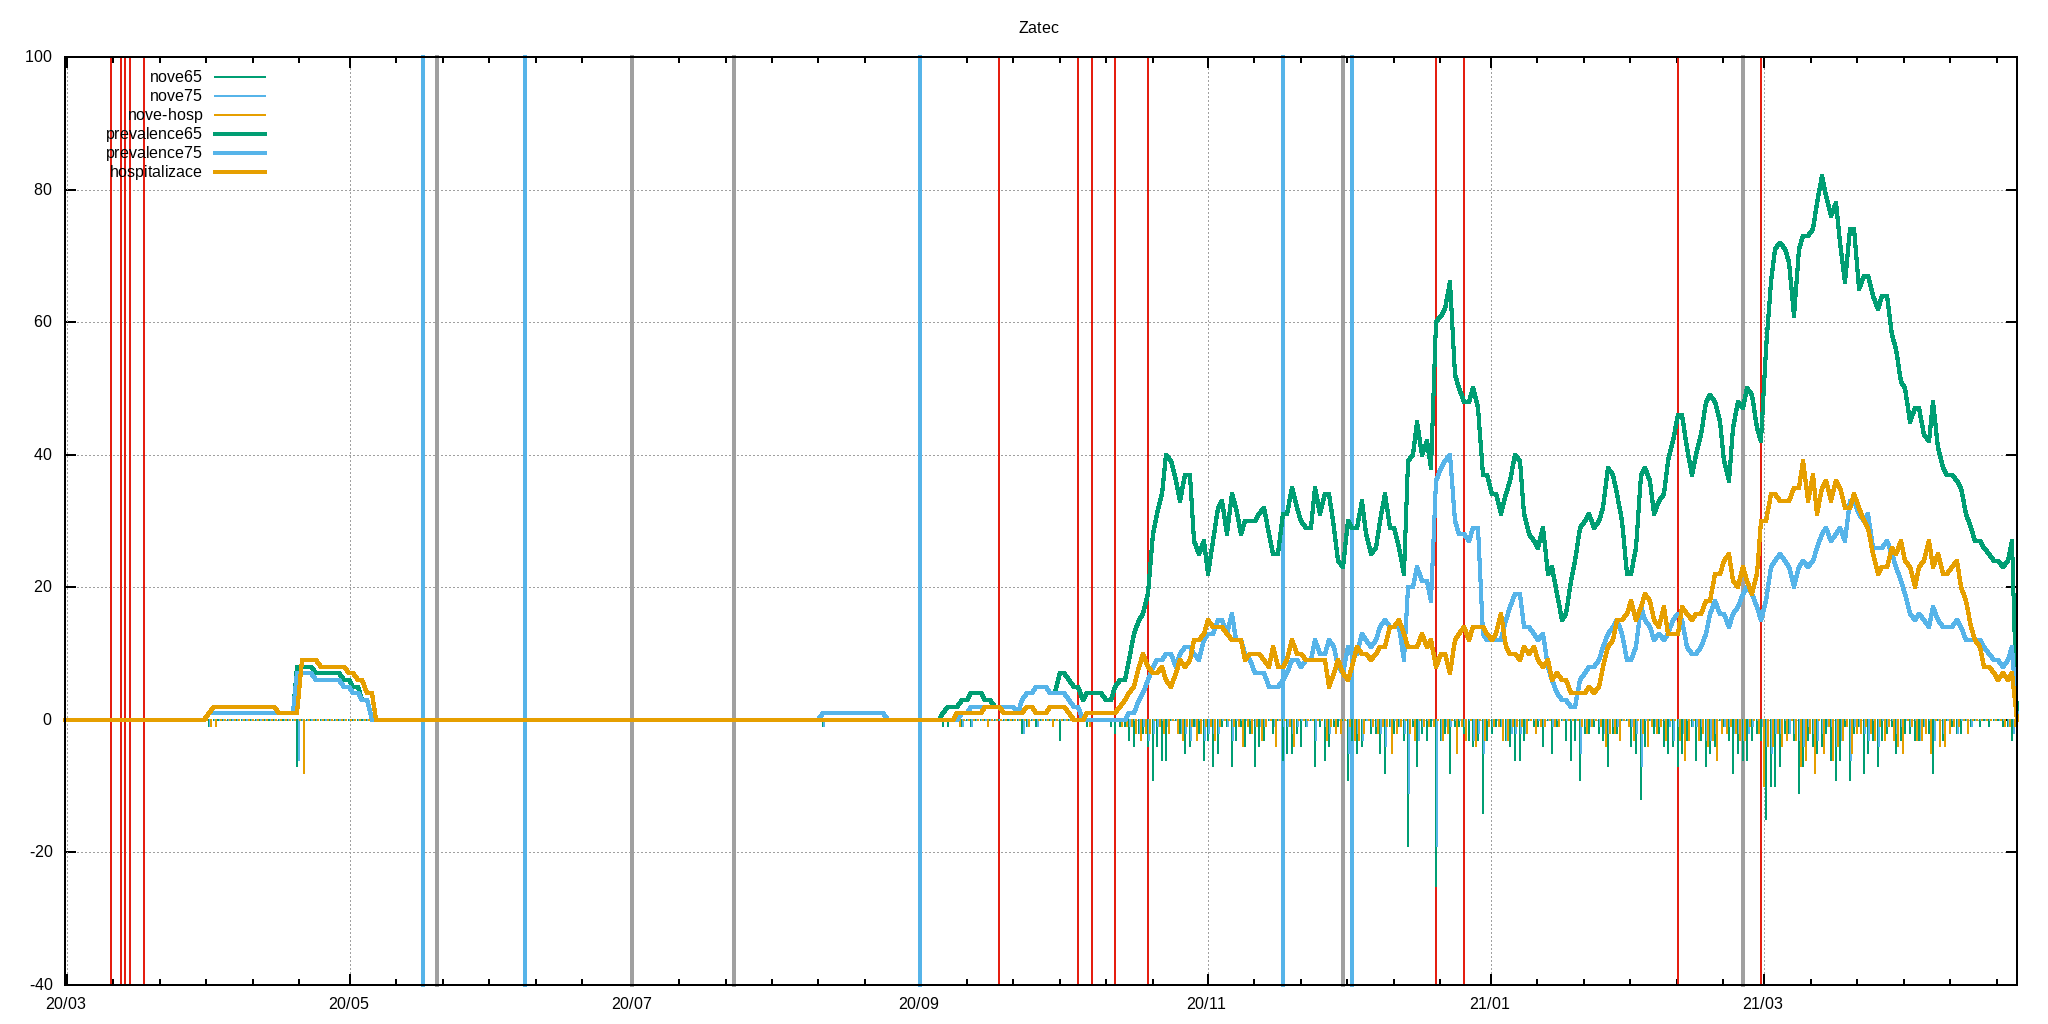 Zatec
100
80
60
40
20
0
-20
-40
nove65
nove75
nove-hosp
prevalence65
prevalence75
hospitalizace
20/03 20/05 20/07 20/09 20/11 21/01 21/03